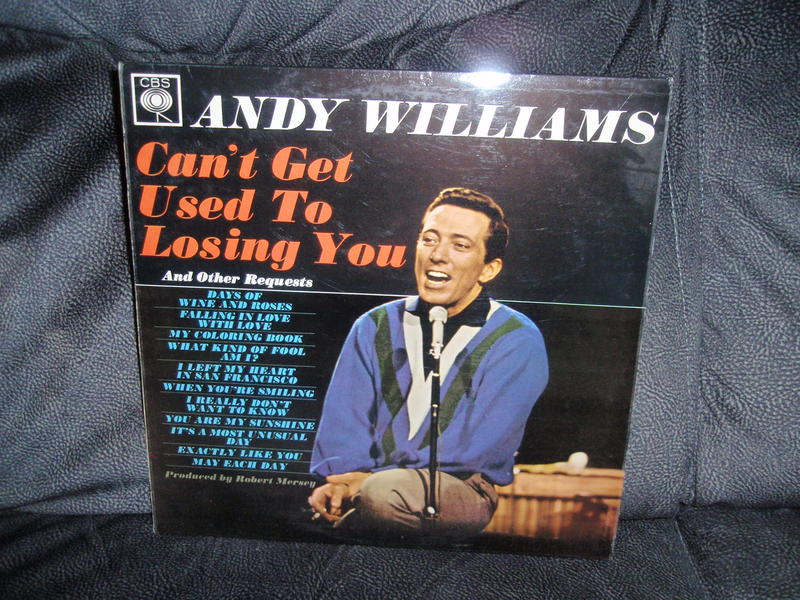 CBS
ANDY WILLIAMS
Can't Get
Used To
Losing You
And Other Requests
DAYS OF
WINE AND ROSES
FALLING IN LOVE
WITH LOVE
MY COLORING BOOK
WHAT KIND OF FOOL
AM I?
I LEFT MY HEART
IN SAN FRANCISCO
WHEN YOU'RE SMILING
I REALLY DON'T
WANT TO KNOW
YOU ARE MY SUNSHINE
IT'S A MOST UNUSUAL
DAY
EXACTLY LIKE YOU
MAY EACH DAY
Produced by Robert Mersey